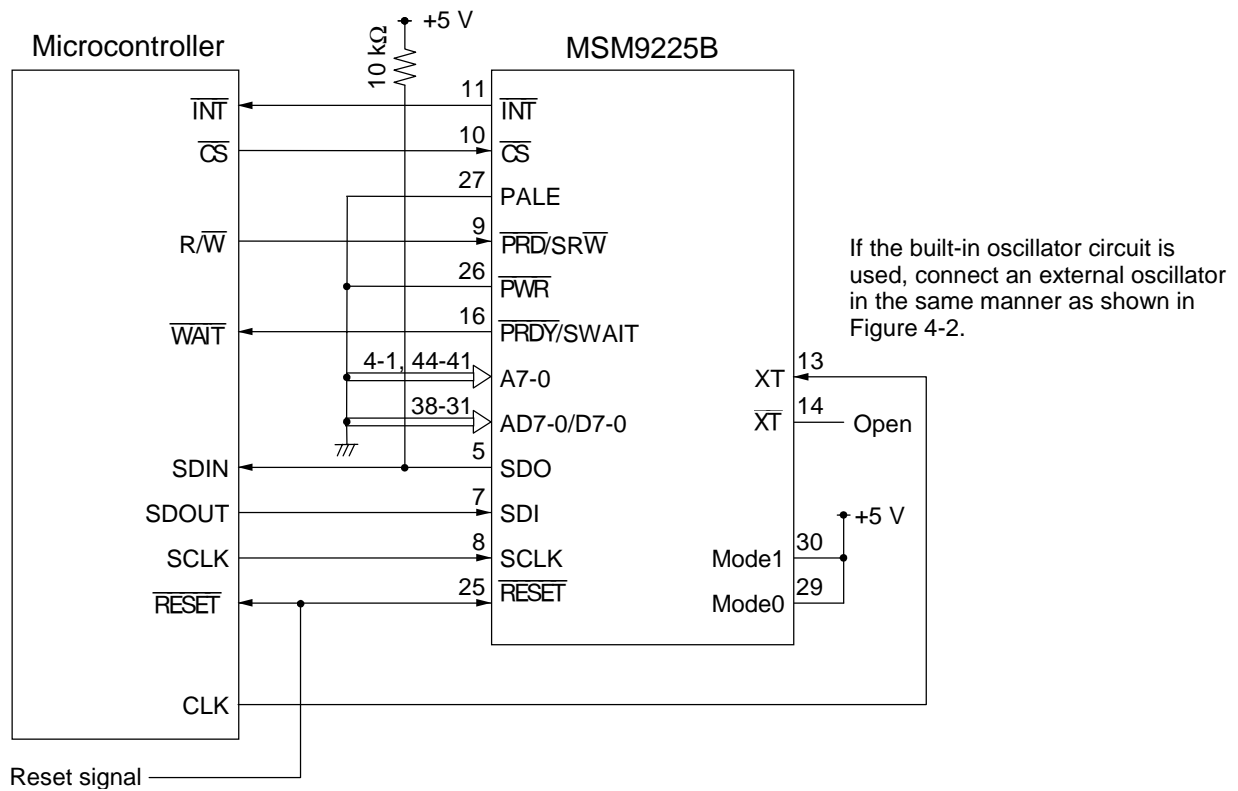 +5 V
Microcontroller
10 kΩ
MSM9225B
INT
11
INT
CS
10
CS
27
PALE
R/W
9
PRD/SRW
26
PWR
WAIT
16
PRDY/SWAIT
4-1, 44-41
A7-0
38-31
AD7-0/D7-0
SDIN
5
SDO
SDOUT
7
SDI
SCLK
8
SCLK
RESET
25
RESET
CLK
Reset signal
If the built-in oscillator circuit is
used, connect an external oscillator
in the same manner as shown in
Figure 4-2.
XT
13
XT
14
Open
+5 V
Mode1
30
Mode0
29